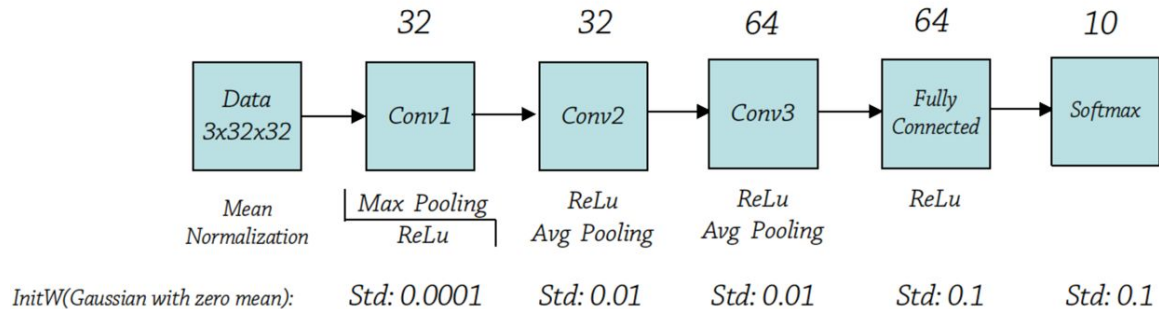 32 32 64 64 10
Data
3x32x32
Conv1
Conv2
Conv3
Fully
Connected
Softmax
Mean
Normalization
Max Pooling
ReLu
ReLu
Avg Pooling
ReLu
Avg Pooling
ReLu
InitW(Gaussian with zero mean): Std: 0.0001 Std: 0.01 Std: 0.01 Std: 0.1 Std: 0.1